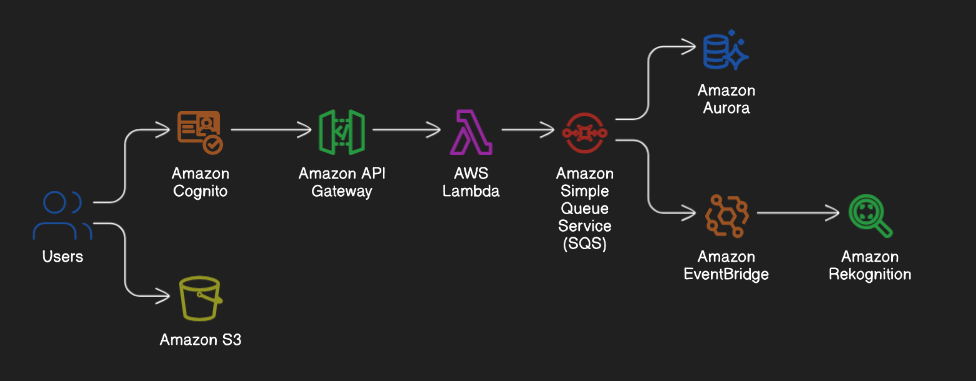 Users
Amazon
Cognito
Amazon S3
Amazon API
Gateway
AWS
Lambda
Amazon
Simple
Queue
Service
(SQS)
Amazon
Aurora
Amazon
EventBridge
Amazon
Rekognition